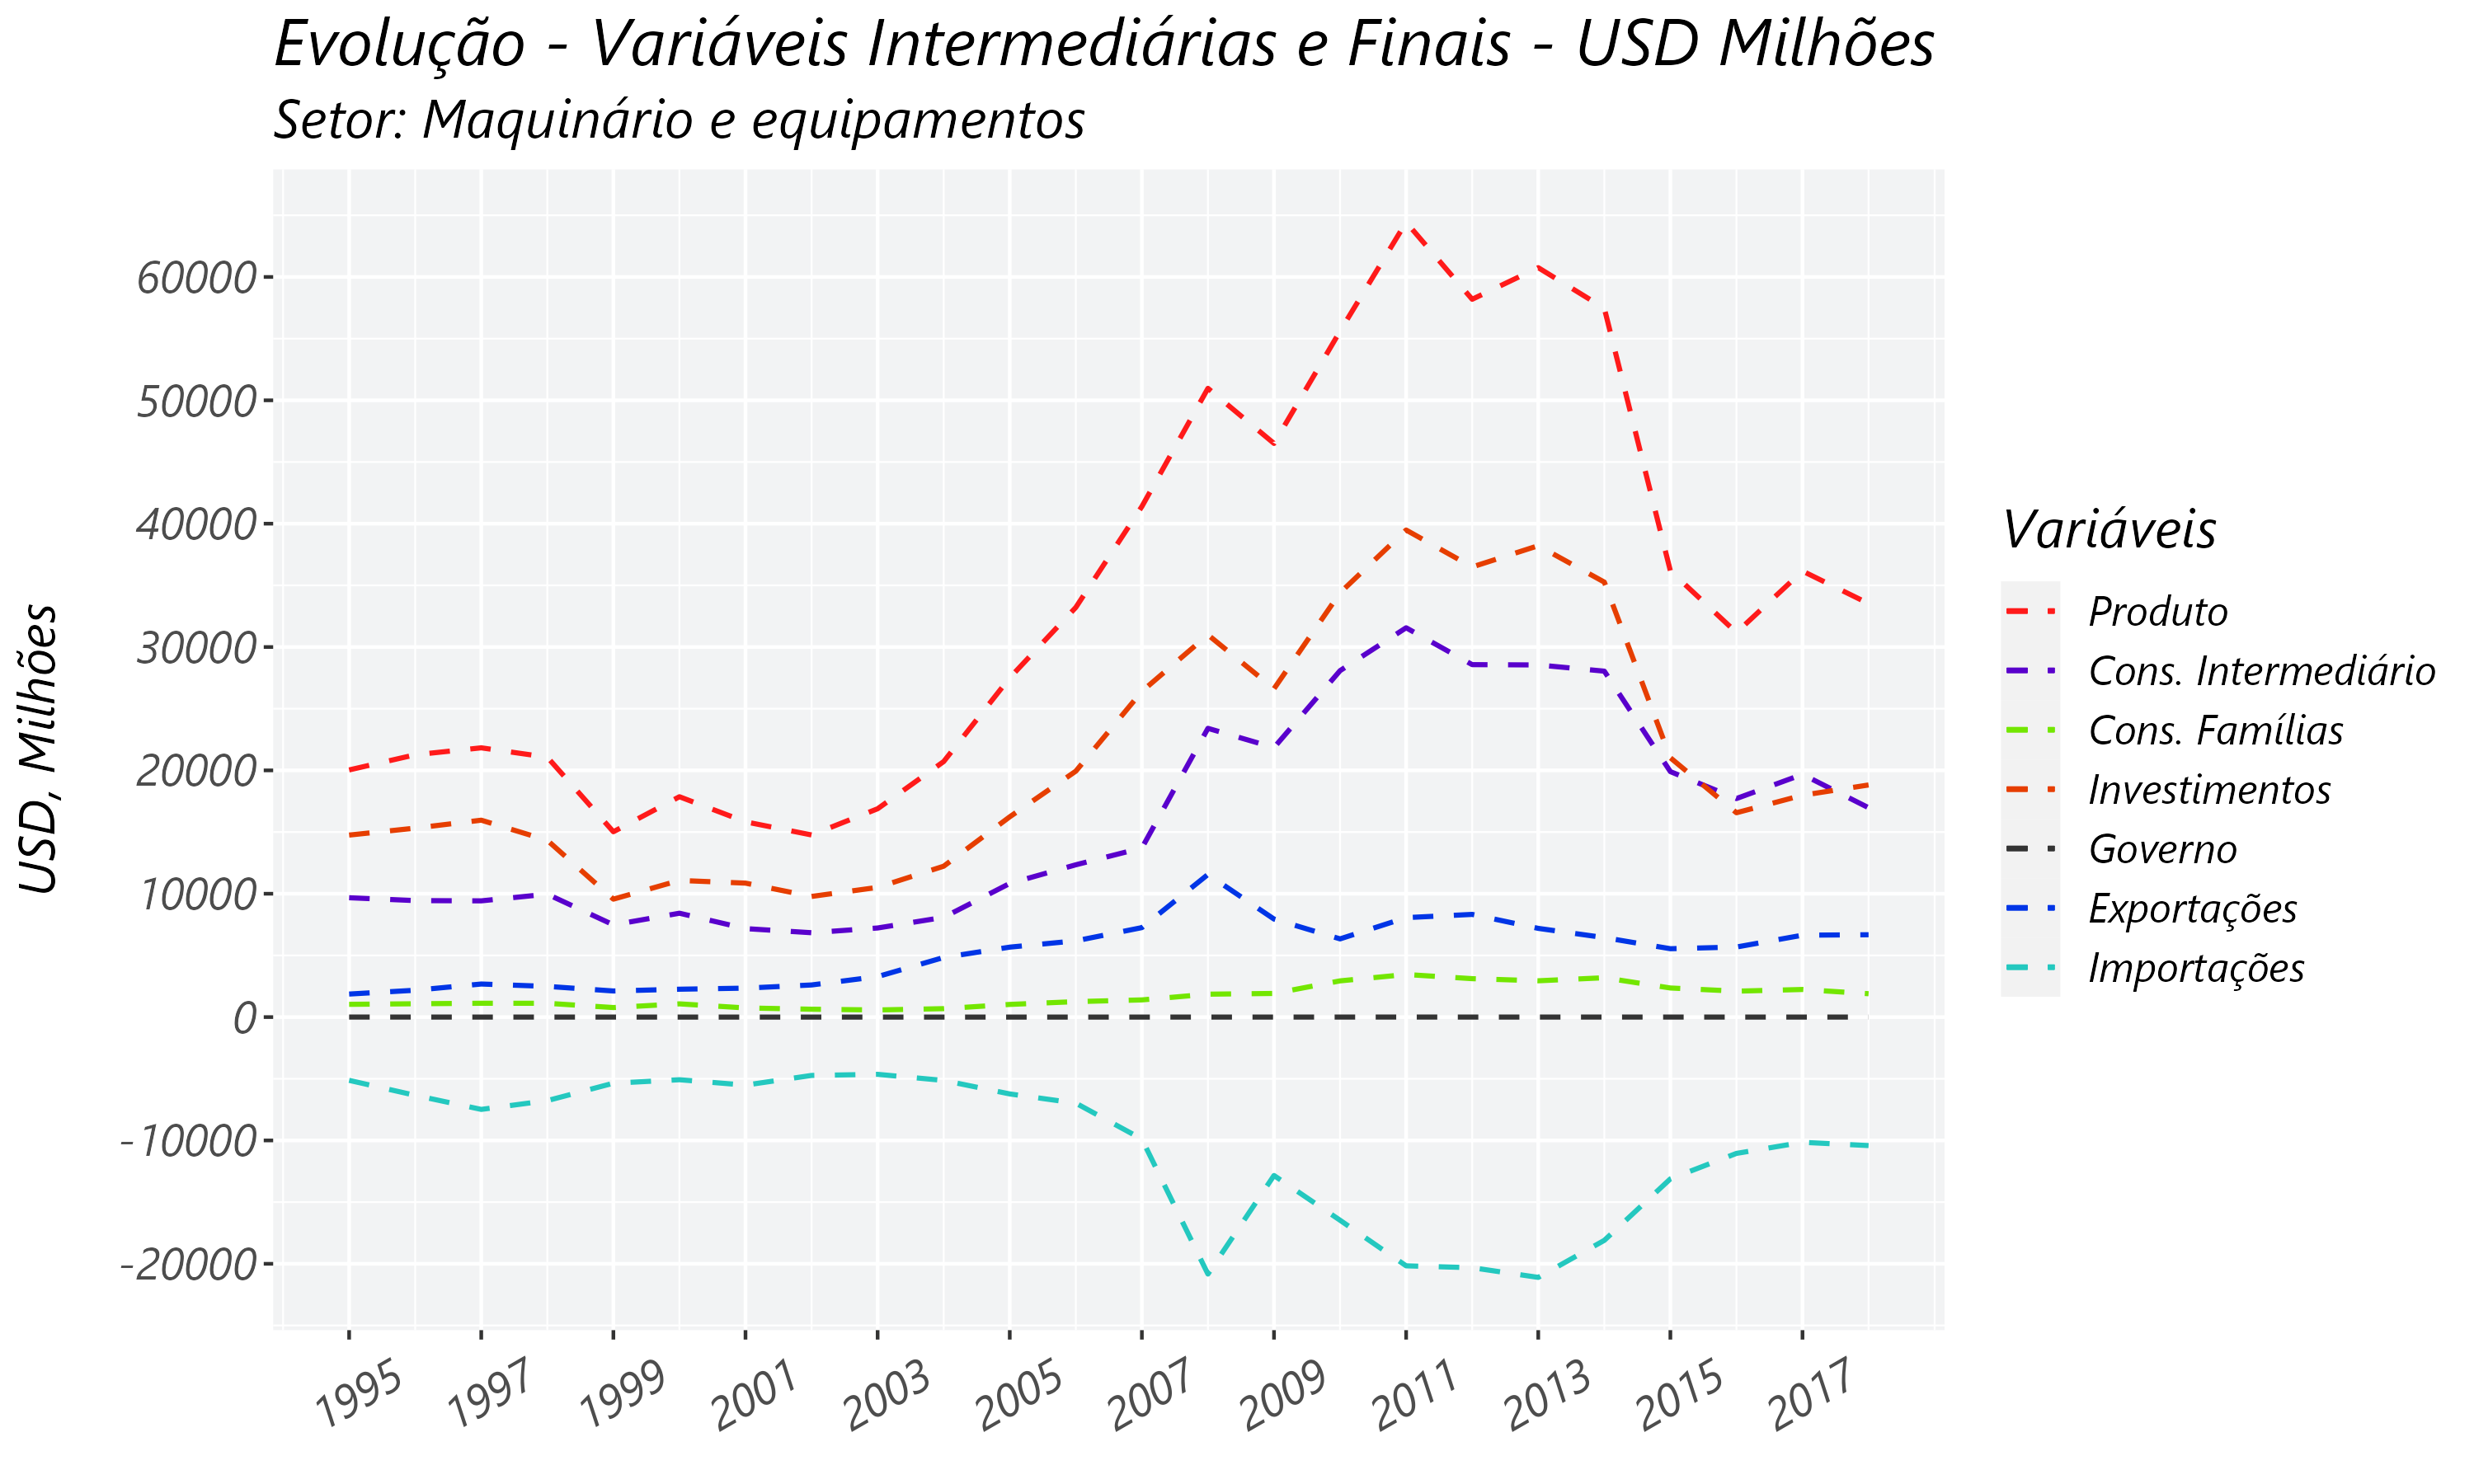 Evolução - Variáveis Intermediárias e Finais - USD Milhões
Setor: Maquinário e equipamentos
USD, Milhões
60000
50000
40000
30000
20000
10000
0
-10000
-20000
1995
1997
1999
2001
2003
2005
2007
2009
2011
2013
2015
2017
Variáveis
Produto
Cons. Intermediário
Cons. Famílias
Investimentos
Governo
Exportações
Importações